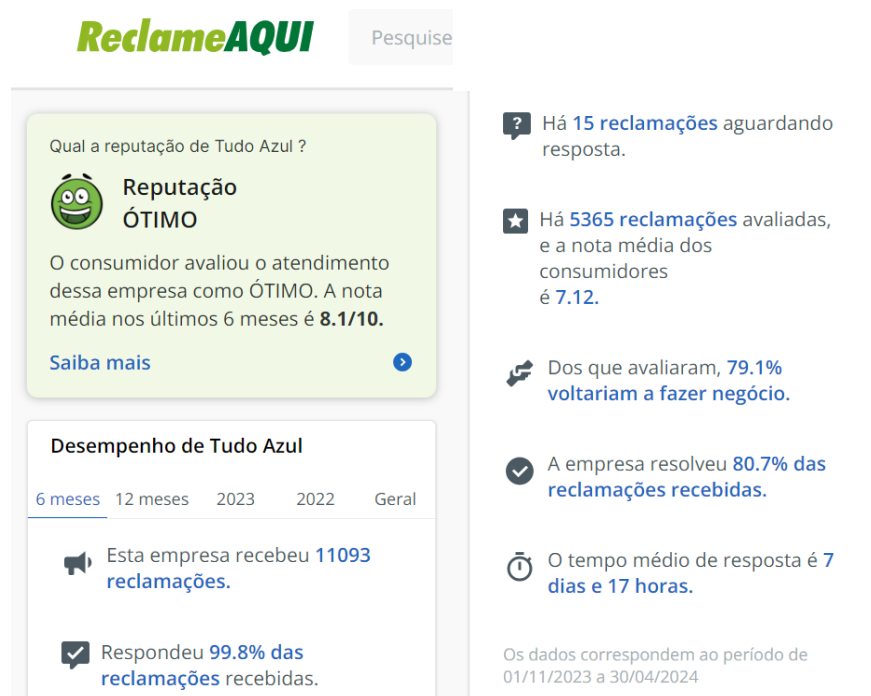 ReclameAQUI
Pesquise
Qual a reputação de Tudo Azul ?
Reputação
ÓTIMO
O consumidor avaliou o atendimento
dessa empresa como ÓTIMO. A nota
média nos últimos 6 meses é 8.1/10.
Saiba mais
Desempenho de Tudo Azul
6 meses 12 meses 2023 2022 Geral
Esta empresa recebeu 11093
reclamações.
Respondeu 99.8% das
reclamações recebidas.
Há 15 reclamações aguardando
resposta.
Há 5365 reclamações avaliadas,
e a nota média dos
consumidores
é 7.12.
Dos que avaliaram, 79.1%
voltariam a fazer negócio.
A empresa resolveu 80.7% das
reclamações recebidas.
O tempo médio de resposta é 7
dias e 17 horas.
Os dados correspondem ao período de
01/11/2023 a 30/04/2024